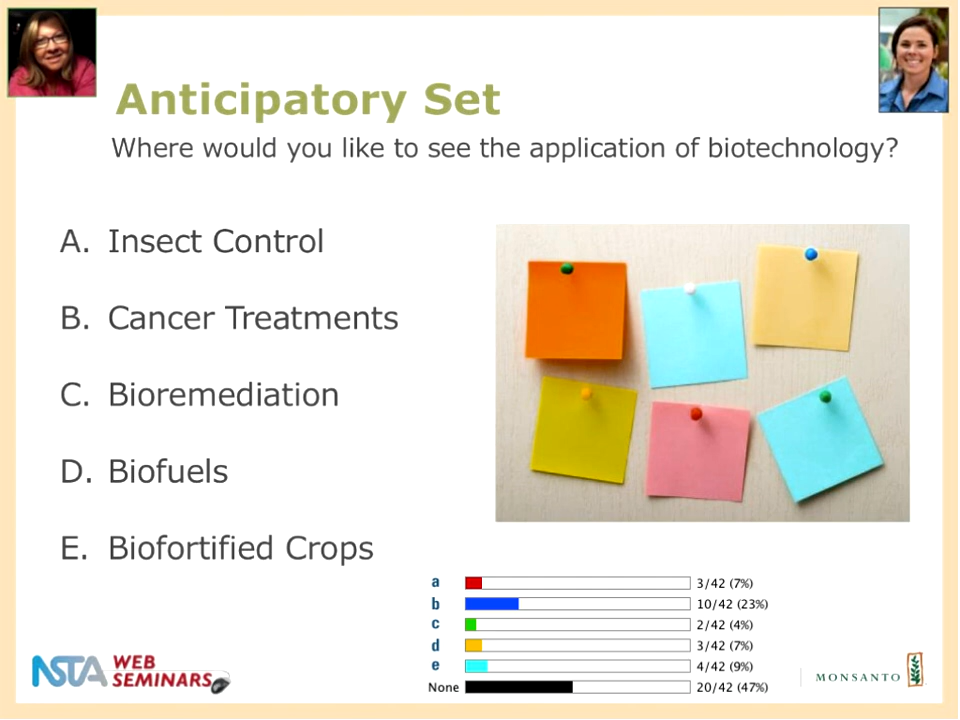 Anticipatory Set
Where would you like to see the application of biotechnology?
A. Insect Control
B. Cancer Treatments
C. Bioremediation
D. Biofuels
E. Biofortified Crops
a 3/42 (7%)
b 10/42 (23%)
c 2/42 (4%)
d 3/42 (7%)
e 4/42 (9%)
None 20/42 (47%)
NSTA WEB
SEMINARS
MONSANTO